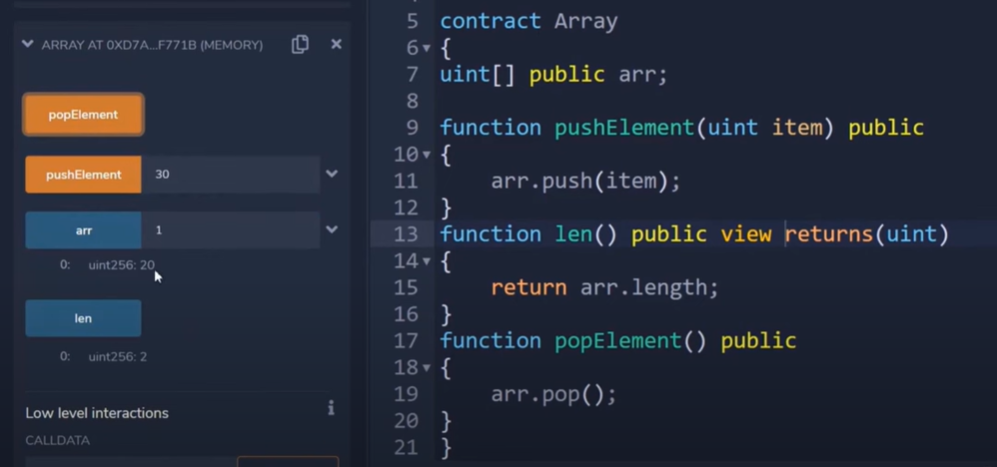 ARRAY AT 0XD7A...F771B (MEMORY)
popElement
pushElement 30
arr 1
0: uint256: 20
len
0: uint256: 2
Low level interactions
CALLDATA
5 contract Array
6 {
7 uint[] public arr;
8
9 function pushElement(uint item) public
10 {
11 arr.push(item);
12 }
13 function len() public view returns(uint)
14 {
15 return arr.length;
16 }
17 function popElement() public
18 {
19 arr.pop();
20 }
21 }